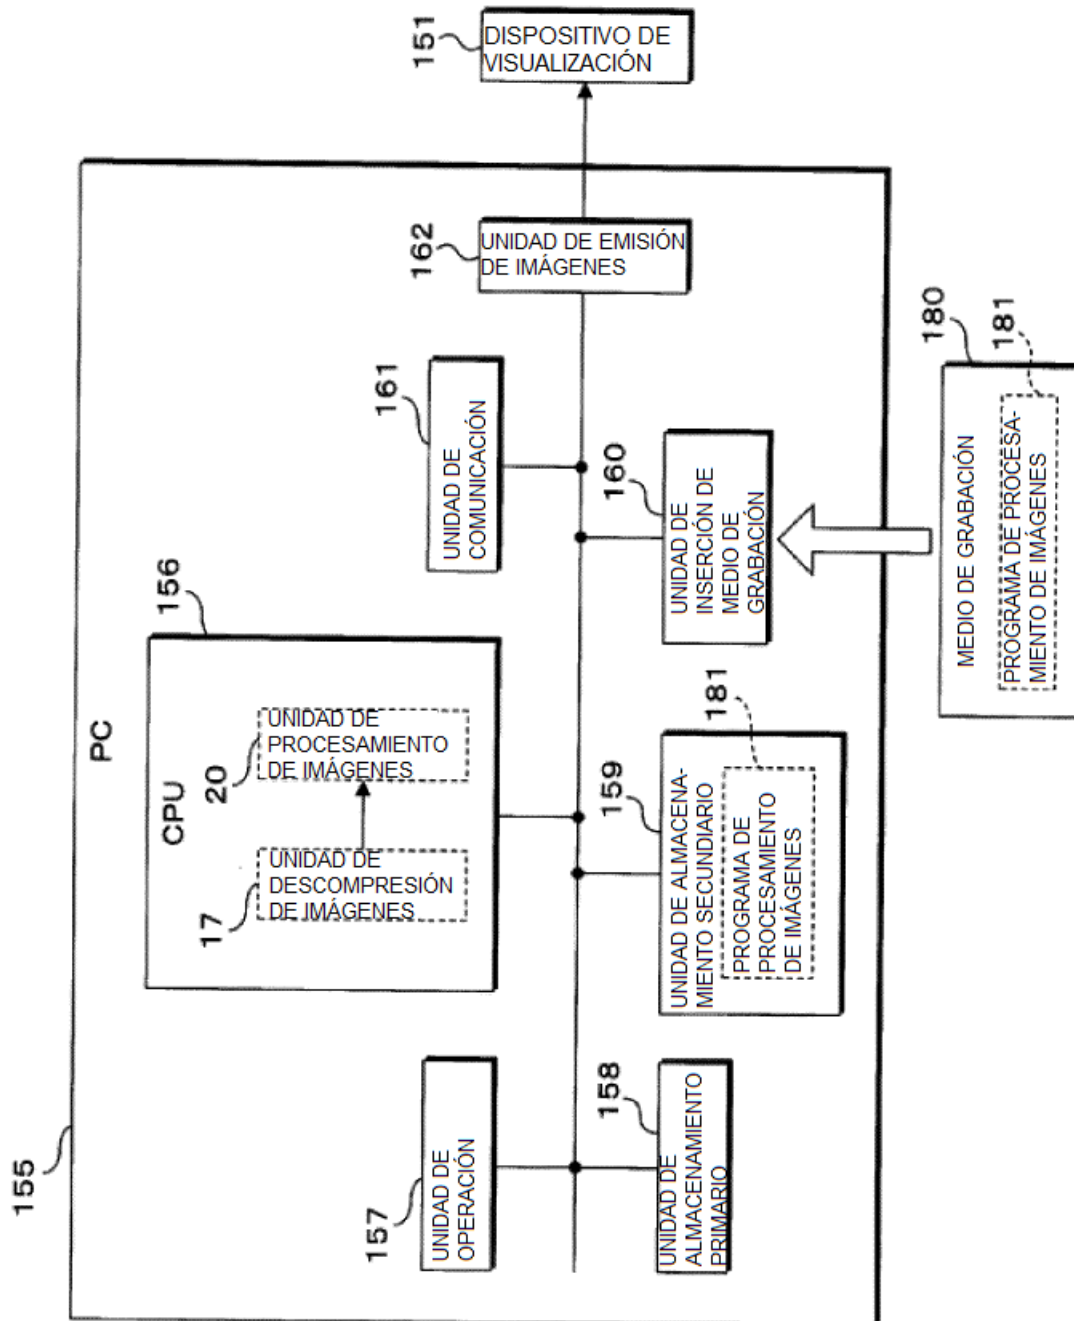 155
PC
156
CPU
17
UNIDAD DE
DESCOMPRESIÓN
DE IMÁGENES
20
UNIDAD DE
PROCESAMIENTO
DE IMÁGENES
157
UNIDAD DE
OPERACIÓN
161
UNIDAD DE
COMUNICACIÓN
162
UNIDAD DE EMISIÓN
DE IMÁGENES
151
DISPOSITIVO DE
VISUALIZACIÓN
158
UNIDAD DE
ALMACENAMIENTO
PRIMARIO
159
UNIDAD DE ALMACENA-
MIENTO SECUNDIARIO
181
PROGRAMA DE
PROCESAMIENTO
DE IMÁGENES
160
UNIDAD DE
INSERCIÓN DE
MEDIO DE
GRABACIÓN
180
MEDIO DE GRABACIÓN
181
PROGRAMA DE PROCESA-
MIENTO DE IMÁGENES